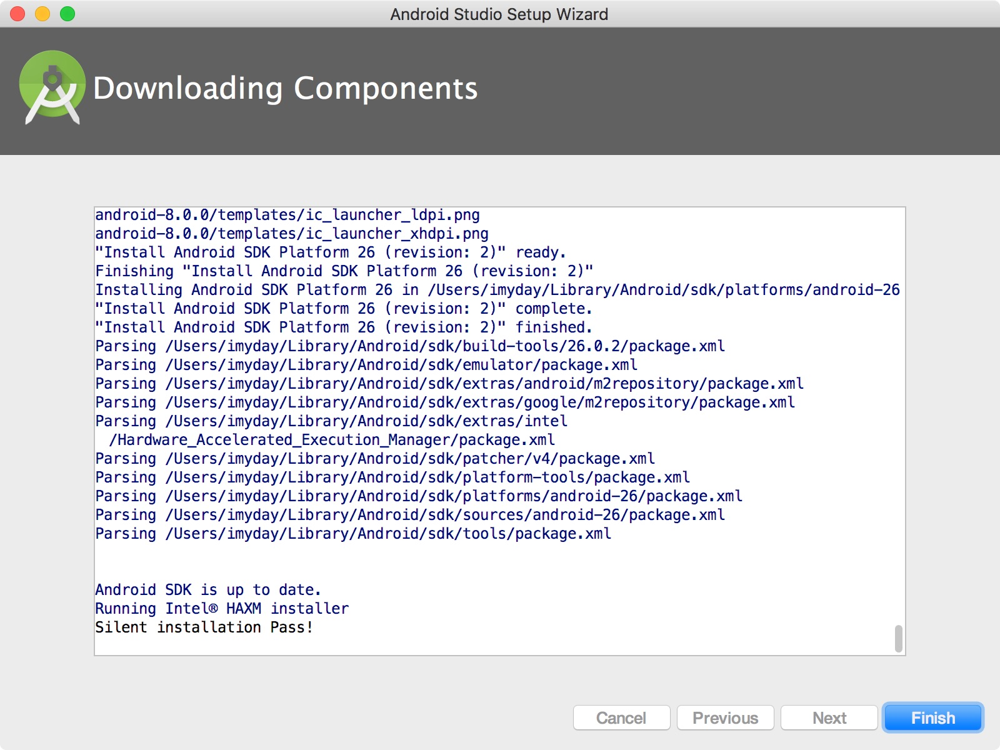 Android Studio Setup Wizard
Downloading Components
android-8.0.0/templates/ic_launcher_ldpi.png
android-8.0.0/templates/ic_launcher_xhdpi.png
"Install Android SDK Platform 26 (revision: 2)" ready.
Finishing "Install Android SDK Platform 26 (revision: 2)"
Installing Android SDK Platform 26 in /Users/imyday/Library/Android/sdk/platforms/android-26
"Install Android SDK Platform 26 (revision: 2)" complete.
"Install Android SDK Platform 26 (revision: 2)" finished.
Parsing /Users/imyday/Library/Android/sdk/build-tools/26.0.2/package.xml
Parsing /Users/imyday/Library/Android/sdk/emulator/package.xml
Parsing /Users/imyday/Library/Android/sdk/extras/android/m2repository/package.xml
Parsing /Users/imyday/Library/Android/sdk/extras/google/m2repository/package.xml
Parsing /Users/imyday/Library/Android/sdk/extras/intel
/Hardware_Accelerated_Execution_Manager/package.xml
Parsing /Users/imyday/Library/Android/sdk/patcher/v4/package.xml
Parsing /Users/imyday/Library/Android/sdk/platform-tools/package.xml
Parsing /Users/imyday/Library/Android/sdk/platforms/android-26/package.xml
Parsing /Users/imyday/Library/Android/sdk/sources/android-26/package.xml
Parsing /Users/imyday/Library/Android/sdk/tools/package.xml
Android SDK is up to date.
Running Intel® HAXM installer
Silent installation Pass!
Cancel
Previous
Next
Finish